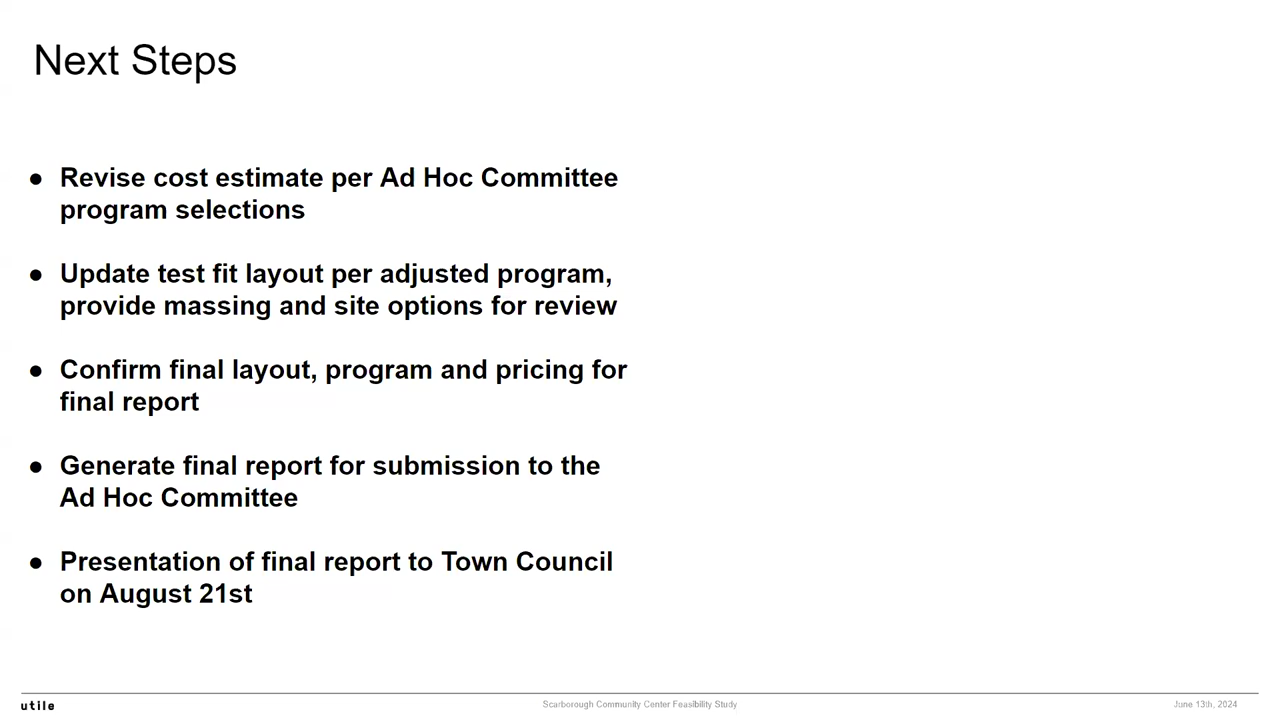 Next Steps
● Revise cost estimate per Ad Hoc Committee
program selections
● Update test fit layout per adjusted program,
provide massing and site options for review
● Confirm final layout, program and pricing for
final report
● Generate final report for submission to the
Ad Hoc Committee
● Presentation of final report to Town Council
on August 21st
utile
Scarborough Community Center Feasibility Study
June 13th, 2024